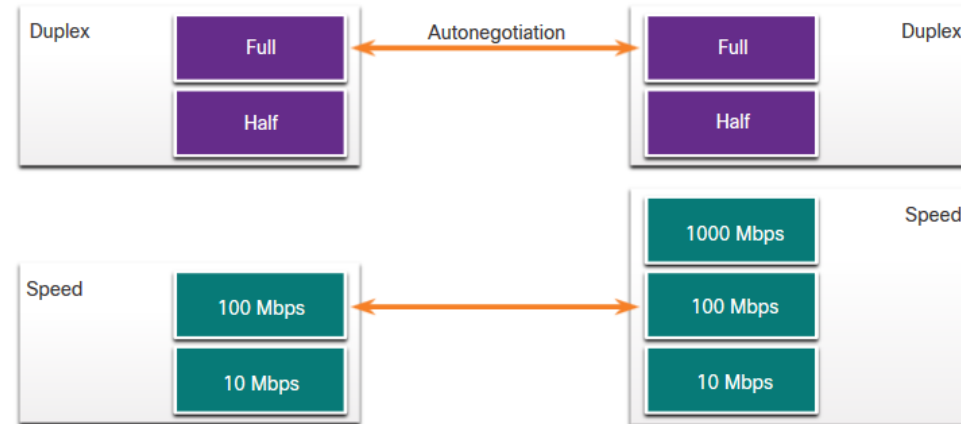 Duplex
Full
Autonegotiation
Full
Duplex
Half
Half
1000 Mbps
Speed
Speed
100 Mbps
100 Mbps
10 Mbps
10 Mbps